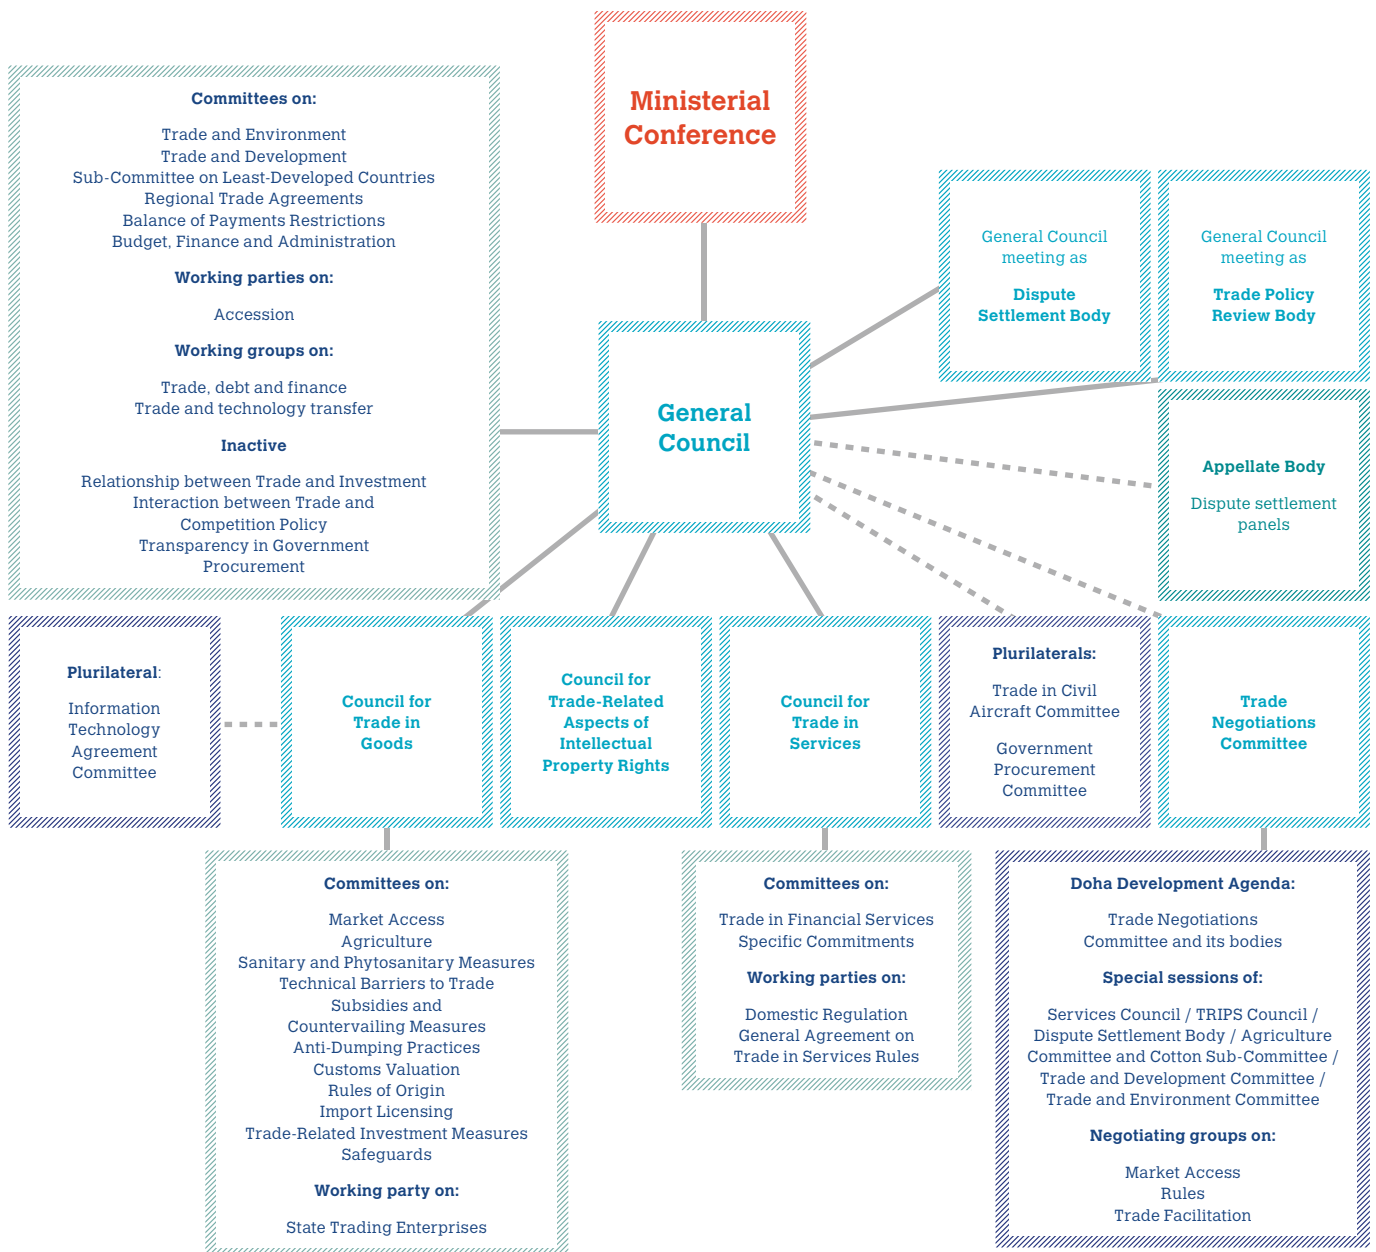 Ministerial
Conference
Committees on:
Trade and Environment
Trade and Development
Sub-Committee on Least-Developed Countries
Regional Trade Agreements
Balance of Payments Restrictions
Budget, Finance and Administration
Working parties on:
Accession
Working groups on:
Trade, debt and finance
Trade and technology transfer
Inactive
Relationship between Trade and Investment
Interaction between Trade and
Competition Policy
Transparency in Government
Procurement
General
Council
General Council
meeting as
Dispute
Settlement Body
General Council
meeting as
Trade Policy
Review Body
Appellate Body
Dispute settlement
panels
Plurilateral:
Information
Technology
Agreement
Committee
Council for
Trade in
Goods
Council for
Trade-Related
Aspects of
Intellectual
Property Rights
Council for
Trade in
Services
Plurilaterals:
Trade in Civil
Aircraft Committee
Government
Procurement
Committee
Trade
Negotiations
Committee
Committees on:
Market Access
Agriculture
Sanitary and Phytosanitary Measures
Technical Barriers to Trade
Subsidies and
Countervailing Measures
Anti-Dumping Practices
Customs Valuation
Rules of Origin
Import Licensing
Trade-Related Investment Measures
Safeguards
Working party on:
State Trading Enterprises
Committees on:
Trade in Financial Services
Specific Commitments
Working parties on:
Domestic Regulation
General Agreement on
Trade in Services Rules
Doha Development Agenda:
Trade Negotiations
Committee and its bodies
Special sessions of:
Services Council / TRIPS Council /
Dispute Settlement Body / Agriculture
Committee and Cotton Sub-Committee /
Trade and Development Committee /
Trade and Environment Committee
Negotiating groups on:
Market Access
Rules
Trade Facilitation